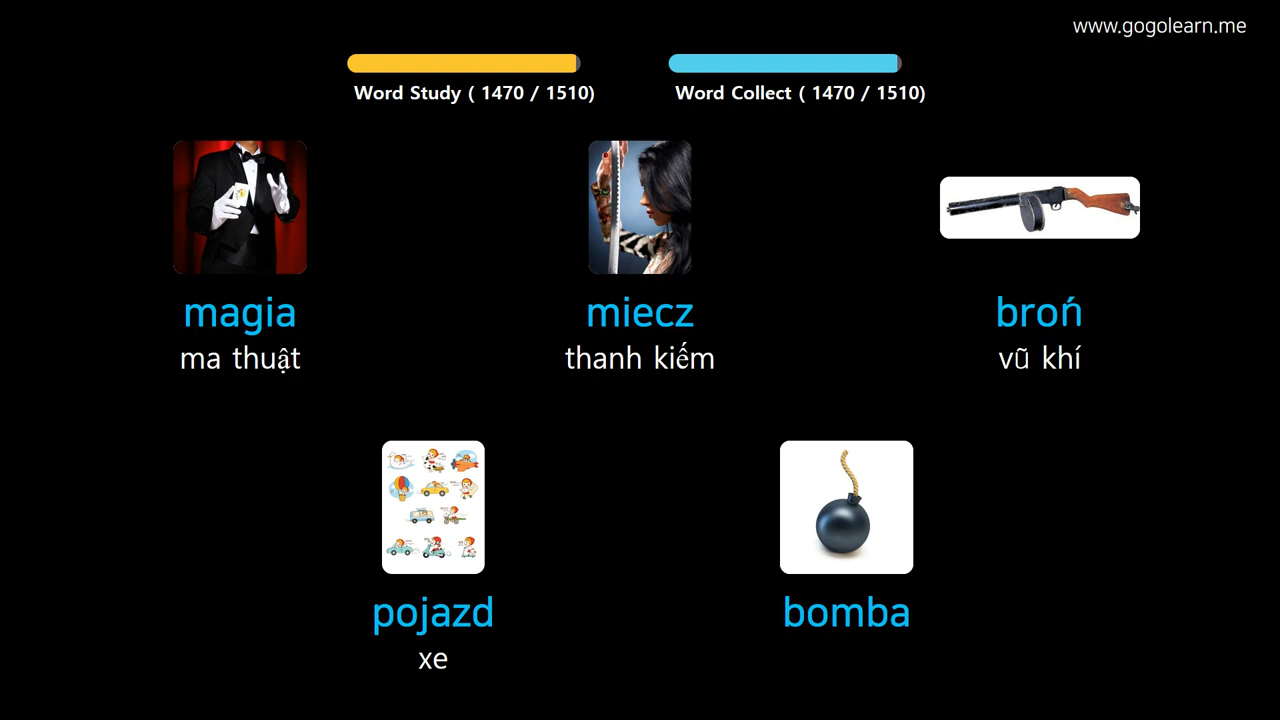 www.gogolearn.me
Word Study ( 1470 / 1510)
Word Collect ( 1470 / 1510)
magia
ma thuật
miecz
thanh kiếm
broń
vũ khí
pojazd
xe
bomba